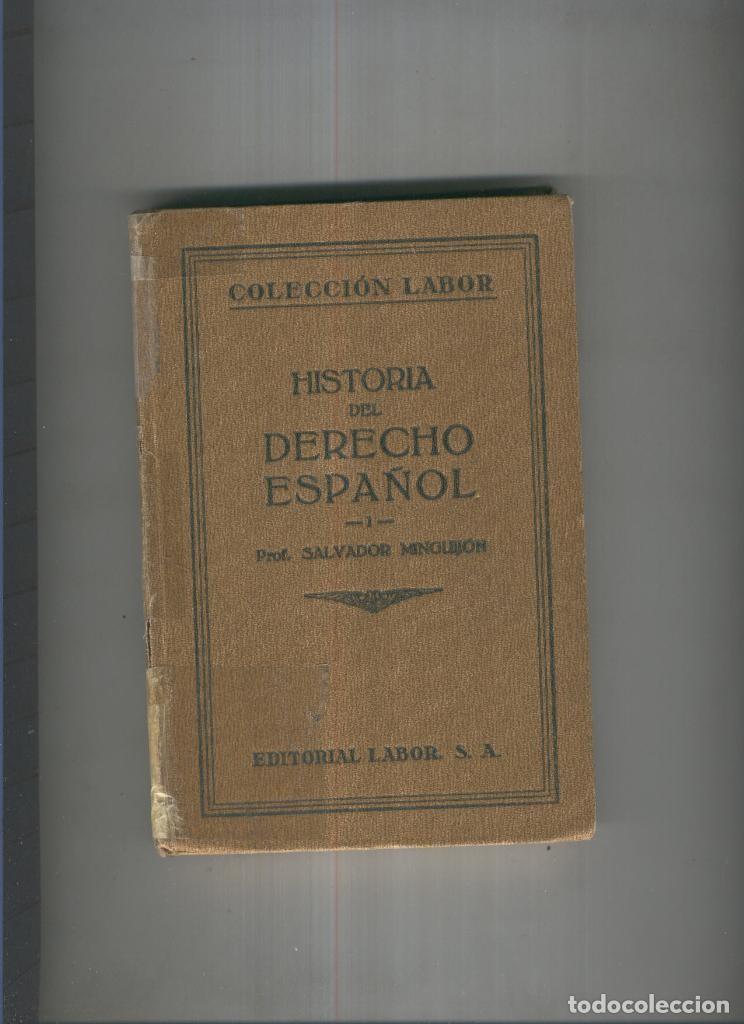 COLECCIÓN LABOR
HISTORIA
DEL
DERECHO
ESPAÑOL
—I—
Prof. SALVADOR MINGUIJÓN
EDITORIAL LABOR. S. A.
todocoleccion